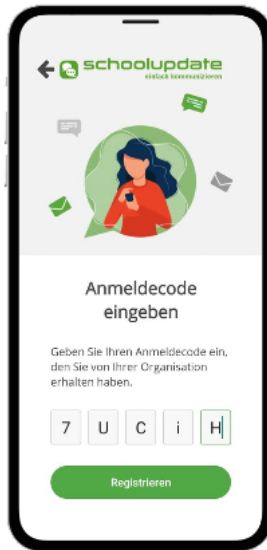 schoolupdate
einfach kommunizieren
Anmeldecode
eingeben
Geben Sie Ihren Anmeldecode ein,
den Sie von Ihrer Organisation
erhalten haben.
7 U C i H
Registrieren